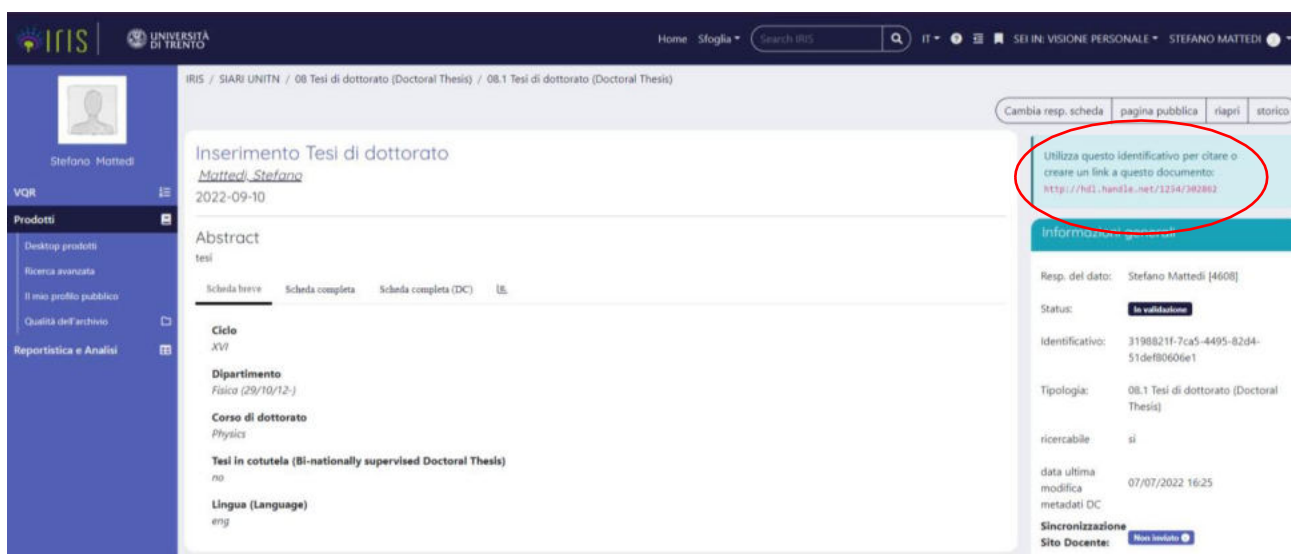 IRIS
UNIVERSITÀ
DI TRENTO
Home Sfoglia Search IRIS IT SEI IN: VISIONE PERSONALE STEFANO MATTEDI
IRIS / SIARI UNITN / 08 Tesi di dottorato (Doctoral Thesis) / 08.1 Tesi di dottorato (Doctoral Thesis)
Cambia resp. scheda pagina pubblica riapri storico
Stefano Mattedi
VQR
Prodotti
Desktop prodotti
Ricerca avanzata
Il mio profilo pubblico
Qualità dell'archivio
Reportistica e Analisi
Inserimento Tesi di dottorato
Mattedi, Stefano
2022-09-10
Abstract
tesi
Scheda breve Scheda completa Scheda completa (DC)
Ciclo
XVI
Dipartimento
Fisica (29/10/12-)
Corso di dottorato
Physics
Tesi in cotutela (Bi-nationally supervised Doctoral Thesis)
no
Lingua (Language)
eng
Utilizza questo identificativo per citare o
creare un link a questo documento:
http://hdl.handle.net/1234/302862
Informazioni generali
Resp. del dato: Stefano Mattedi [4608]
Status: In validazione
Identificativo: 3198821f-7ca5-4495-82d4-
51def80606e1
Tipologia: 08.1 Tesi di dottorato (Doctoral
Thesis)
ricercabile sì
data ultima
modifica 07/07/2022 16:25
metadati DC
Sincronizzazione
Sito Docente: Non inviato